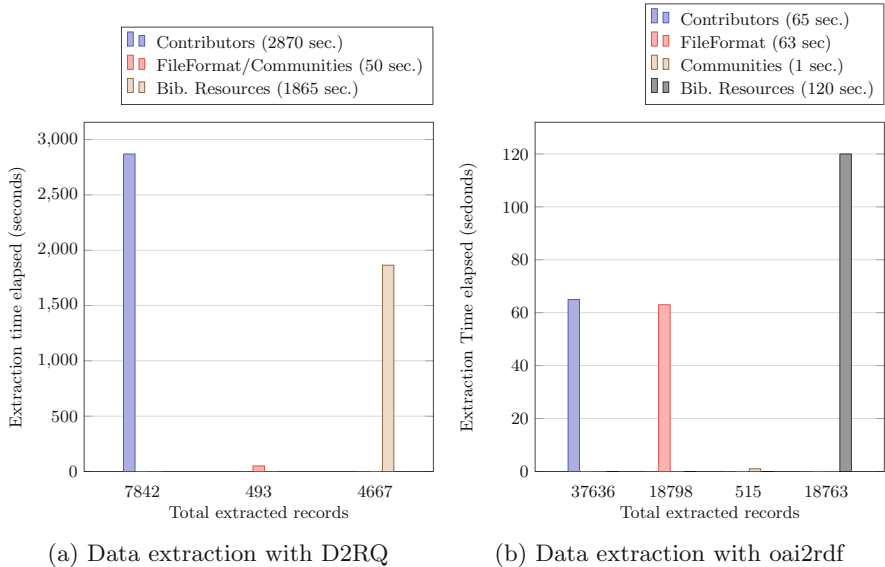 Contributors (2870 sec.)
FileFormat/Communities (50 sec.)
Bib. Resources (1865 sec.)
3,000
2,500
2,000
1,500
1,000
500
0
Extraction time elapsed (seconds)
7842 493 4667
Total extracted records
(a) Data extraction with D2RQ
Contributors (65 sec.)
FileFormat (63 sec)
Communities (1 sec.)
Bib. Resources (120 sec.)
120
100
80
60
40
20
0
Extraction Time elapsed (sedonds)
37636 18798 515 18763
Total extracted records
(b) Data extraction with oai2rdf